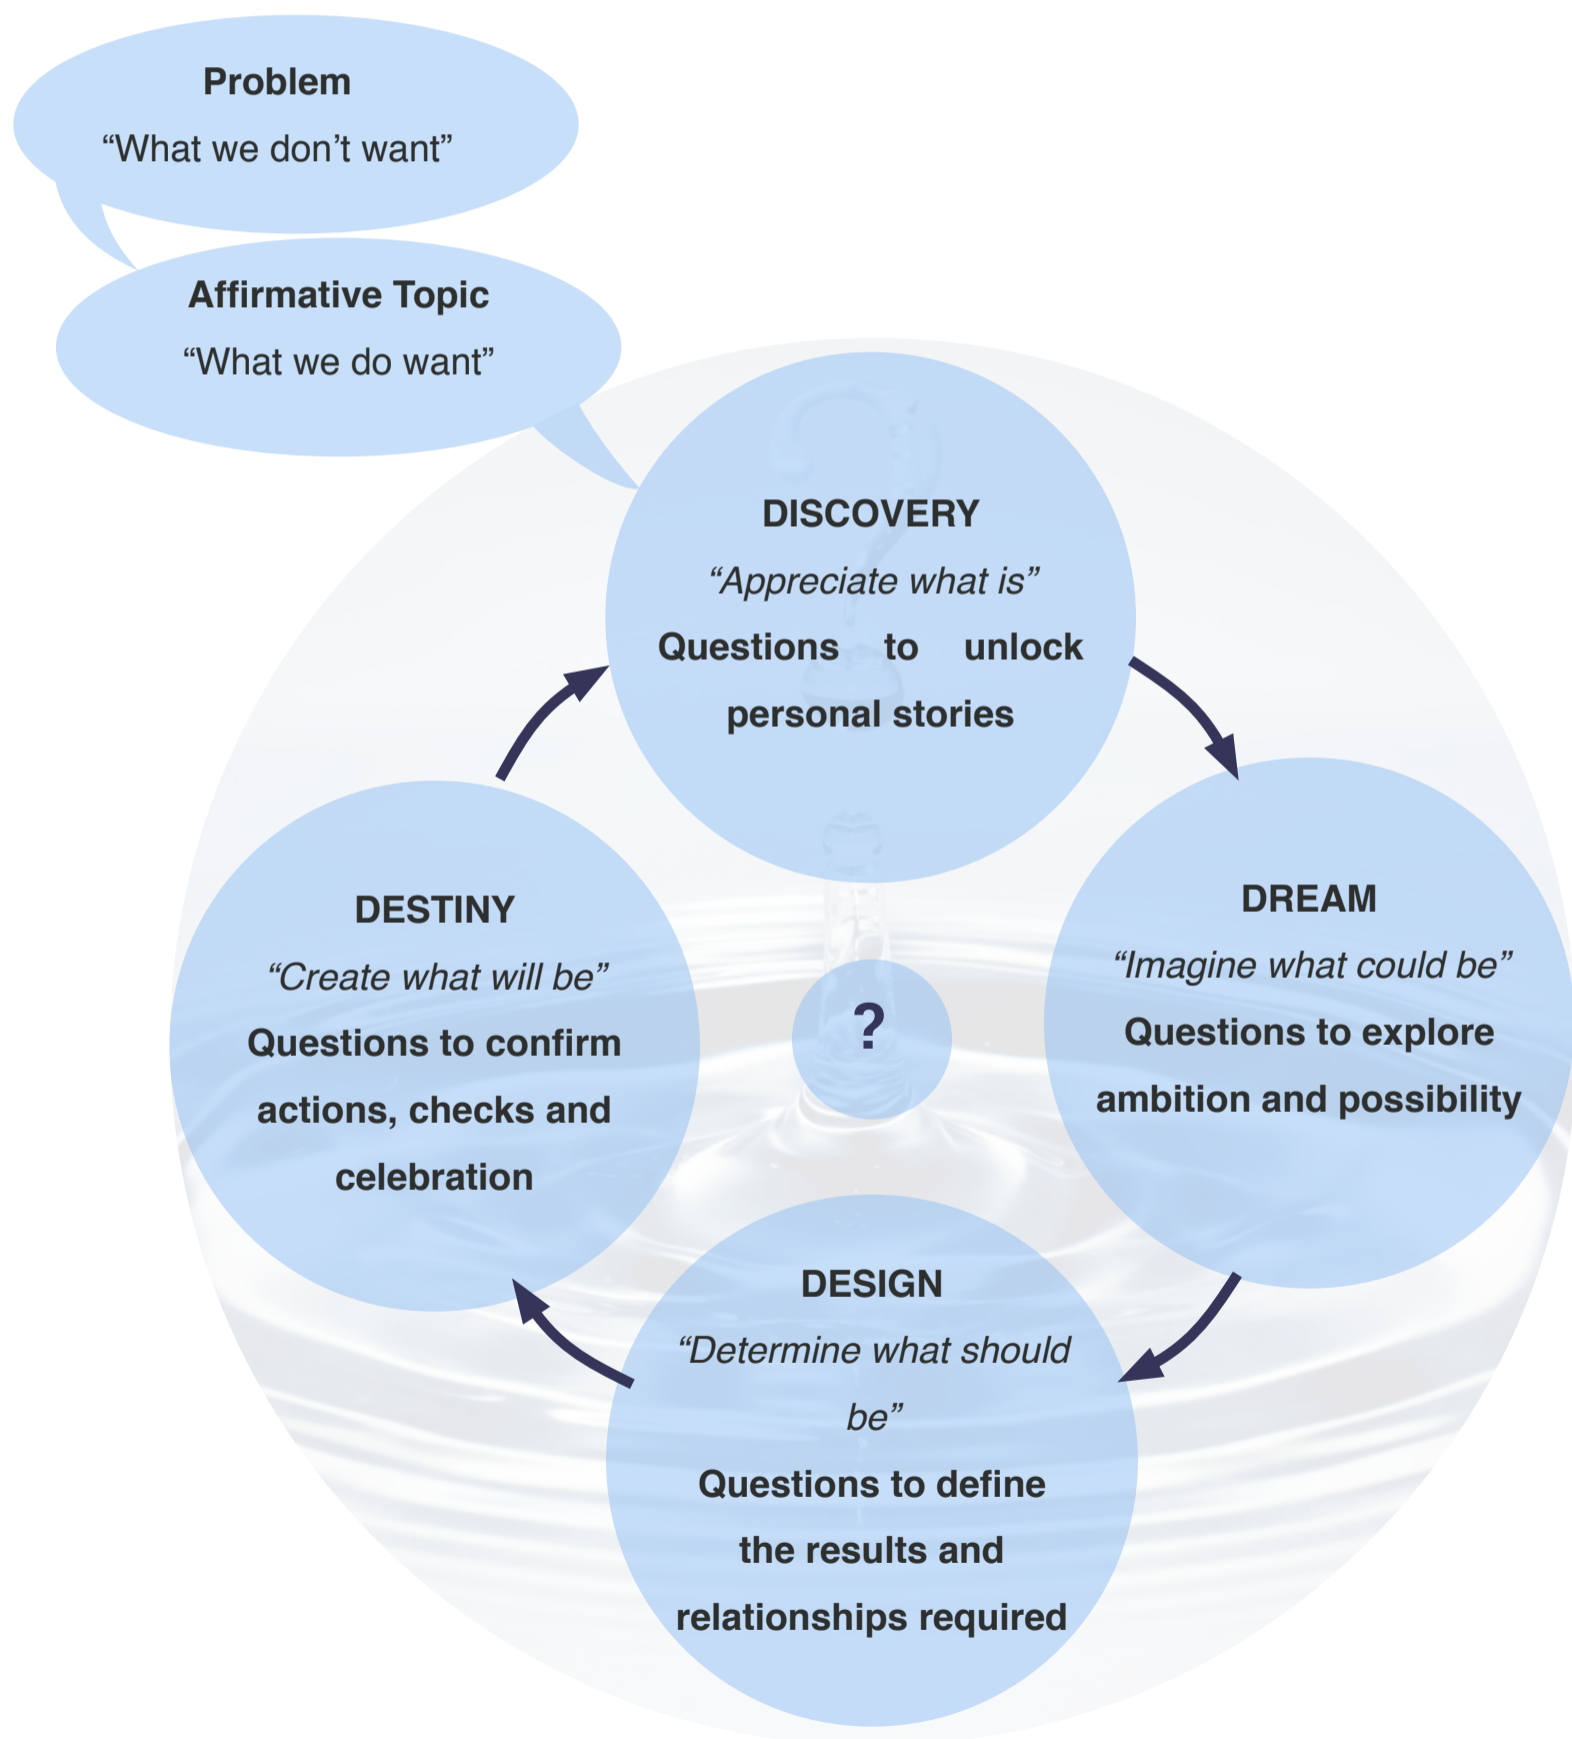 Problem
“What we don’t want”
Affirmative Topic
“What we do want”
DISCOVERY
“Appreciate what is”
Questions to unlock
personal stories
DREAM
“Imagine what could be”
Questions to explore
ambition and possibility
DESIGN
“Determine what should
be”
Questions to define
the results and
relationships required
DESTINY
“Create what will be”
Questions to confirm
actions, checks and
celebration
?